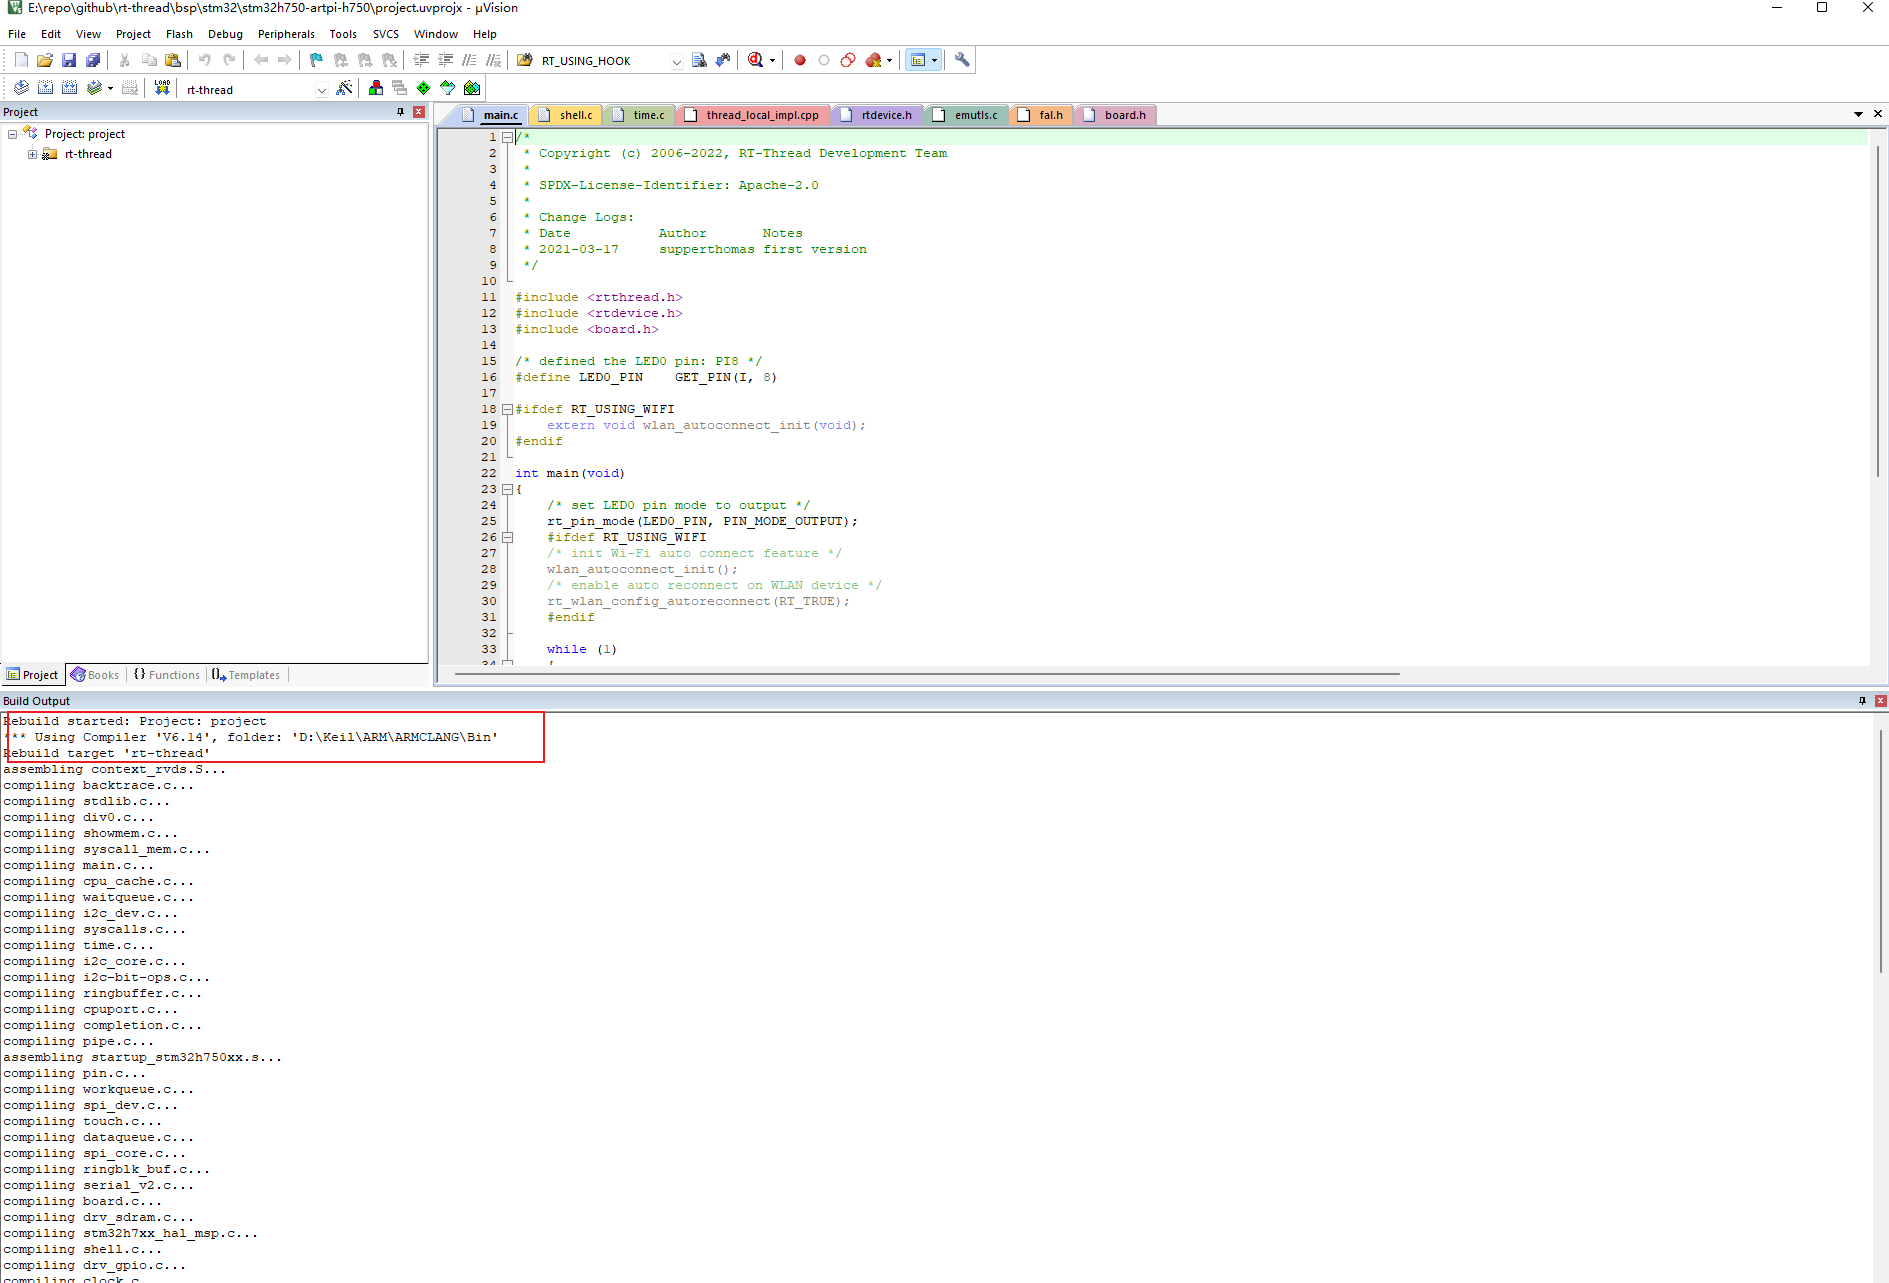 E:\repo\github\rt-thread\bsp\stm32\stm32h750-artpi-h750\project.uvprojx - µVision
File Edit View Project Flash Debug Peripherals Tools SVCS Window Help
RT_USING_HOOK
LOAD rt-thread
Project
Project: project
rt-thread
Project Books {} Functions Templates
main.c shell.c time.c thread_local_impl.cpp rtdevice.h emutls.c fal.h board.h
1 /*
2 * Copyright (c) 2006-2022, RT-Thread Development Team
3 *
4 * SPDX-License-Identifier: Apache-2.0
5 *
6 * Change Logs:
7 * Date Author Notes
8 * 2021-03-17 supperthomas first version
9 */
10
11 #include <rtthread.h>
12 #include <rtdevice.h>
13 #include <board.h>
14
15 /* defined the LED0 pin: PI8 */
16 #define LED0_PIN GET_PIN(I, 8)
17
18 #ifdef RT_USING_WIFI
19 extern void wlan_autoconnect_init(void);
20 #endif
21
22 int main(void)
23 {
24 /* set LED0 pin mode to output */
25 rt_pin_mode(LED0_PIN, PIN_MODE_OUTPUT);
26 #ifdef RT_USING_WIFI
27 /* init Wi-Fi auto connect feature */
28 wlan_autoconnect_init();
29 /* enable auto reconnect on WLAN device */
30 rt_wlan_config_autoreconnect(RT_TRUE);
31 #endif
32
33 while (1)
34 {
Build Output
Rebuild started: Project: project
*** Using Compiler 'V6.14', folder: 'D:\Keil\ARM\ARMCLANG\Bin'
Rebuild target 'rt-thread'
assembling context_rvds.S...
compiling backtrace.c...
compiling stdlib.c...
compiling div0.c...
compiling showmem.c...
compiling syscall_mem.c...
compiling main.c...
compiling cpu_cache.c...
compiling waitqueue.c...
compiling i2c_dev.c...
compiling syscalls.c...
compiling time.c...
compiling i2c_core.c...
compiling i2c-bit-ops.c...
compiling ringbuffer.c...
compiling cpuport.c...
compiling completion.c...
compiling pipe.c...
assembling startup_stm32h750xx.s...
compiling pin.c...
compiling workqueue.c...
compiling spi_dev.c...
compiling touch.c...
compiling dataqueue.c...
compiling spi_core.c...
compiling ringblk_buf.c...
compiling serial_v2.c...
compiling board.c...
compiling drv_sdram.c...
compiling stm32h7xx_hal_msp.c...
compiling shell.c...
compiling drv_gpio.c...
compiling clock.c